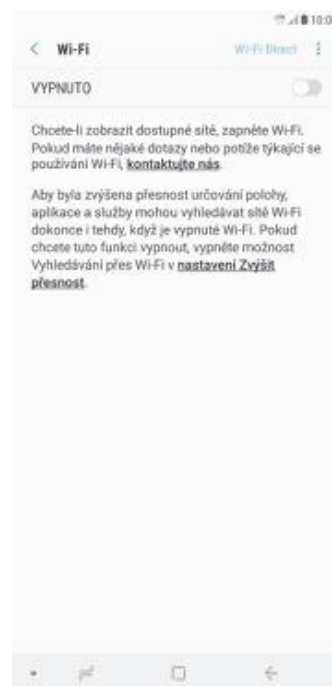 10:0
Wi-Fi
Wi-Fi Direct
VYPNUTO
Chcete-li zobrazit dostupné sítě, zapněte Wi-Fi.
Pokud máte nějaké dotazy nebo potíže týkající se
používání Wi-Fi, kontaktujte nás.
Aby byla zvýšena přesnost určování polohy,
aplikace a služby mohou vyhledávat sítě Wi-Fi
dokonce i tehdy, když je vypnuté Wi-Fi. Pokud
chcete tuto funkci vypnout, vypněte možnost
Vyhledávání přes Wi-Fi v nastavení Zvýšit
přesnost.